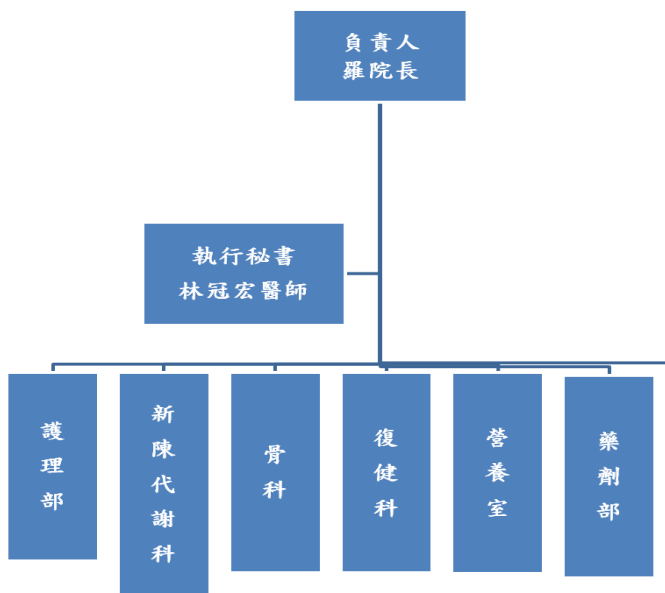 負責人
羅院長
執行秘書
林冠宏醫師
護理部
新陳代謝科
骨科
復健科
營養室
藥劑部